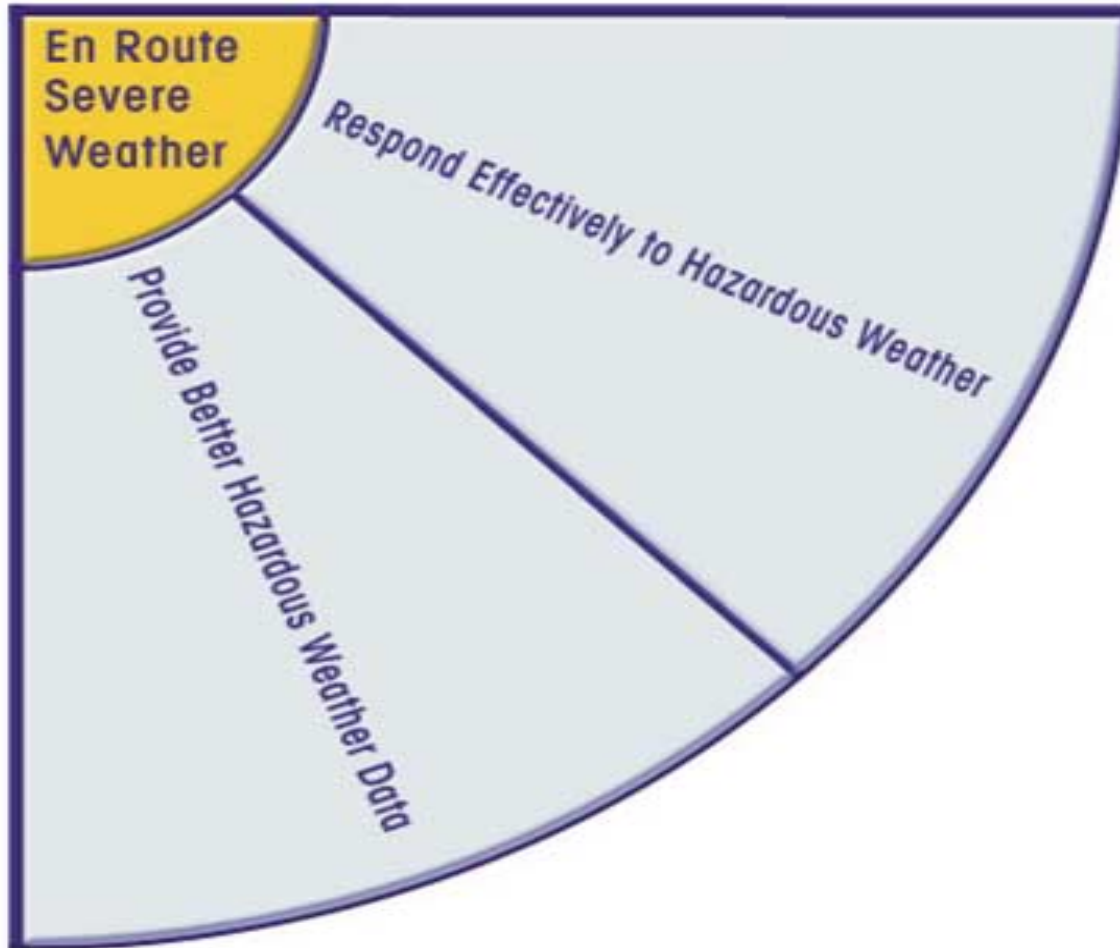 En Route
Severe
Weather
Respond Effectively to Hazardous Weather
Provide Better Hazardous Weather Data